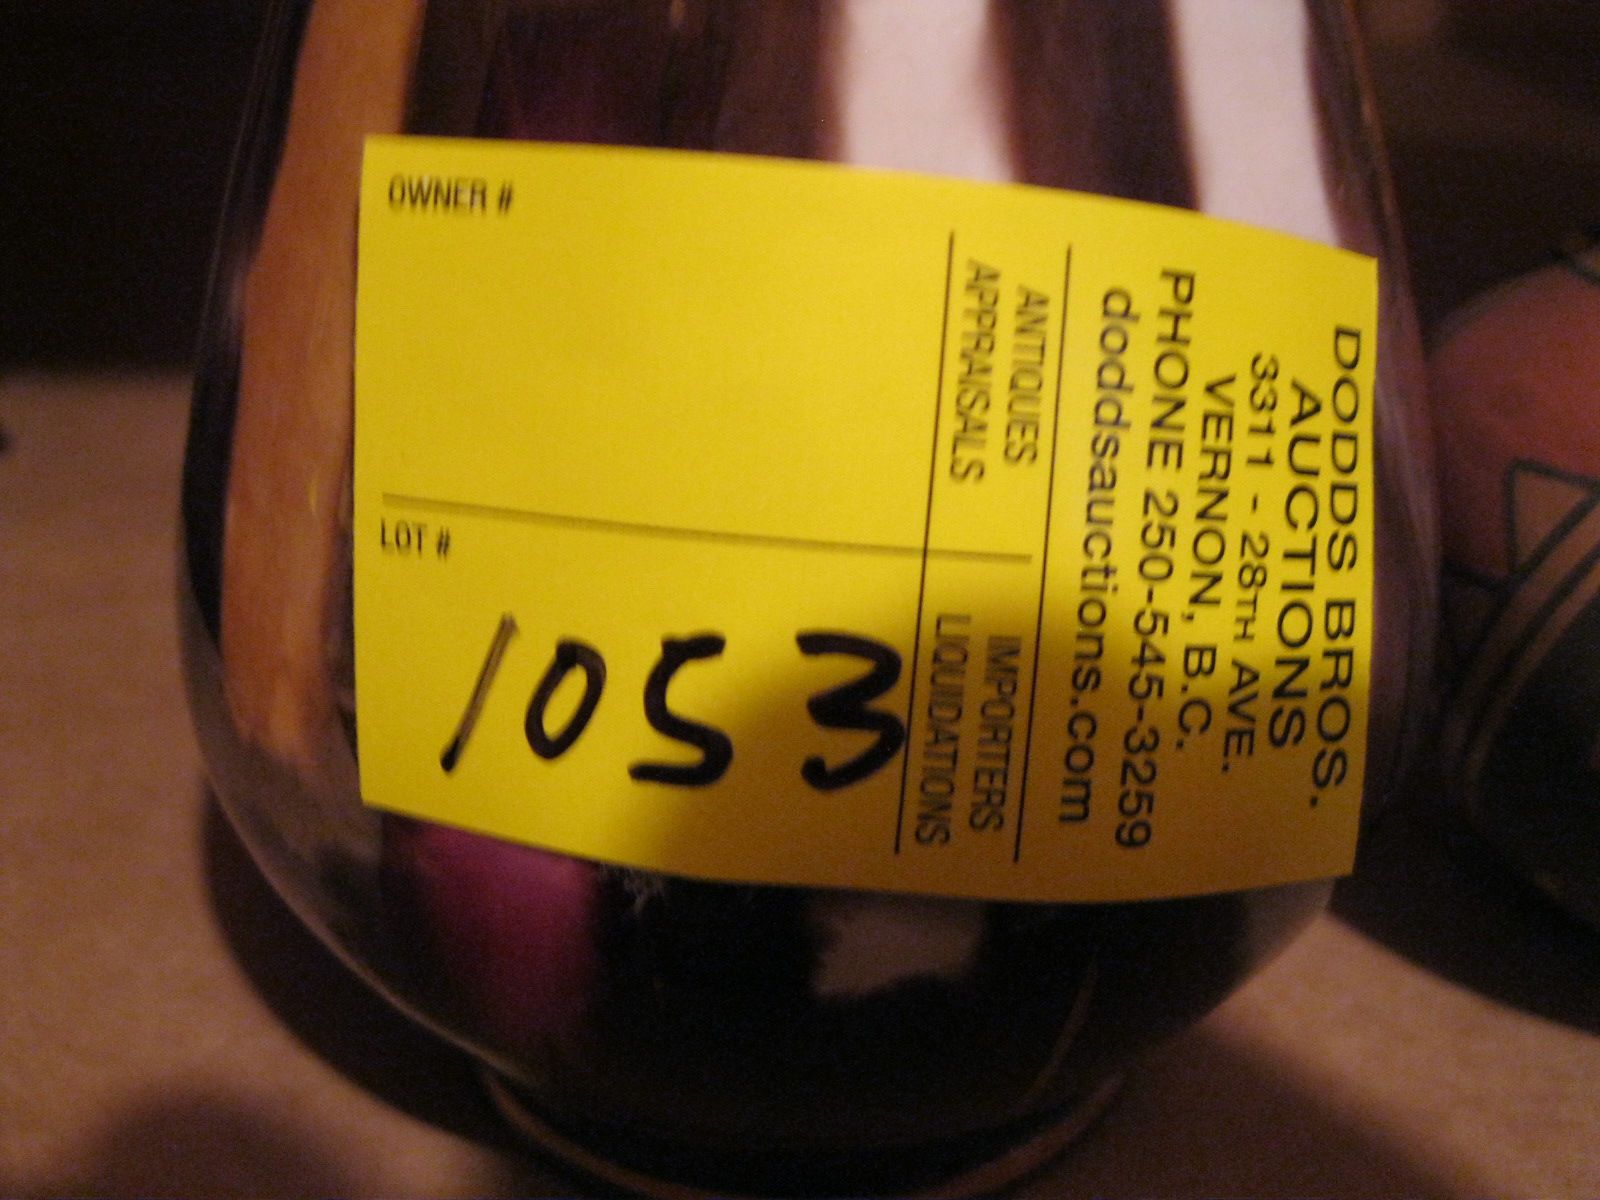 DODDS BROS.
AUCTIONS
3311 - 28TH AVE.
VERNON, B.C.
PHONE 250-545-3259
doddsauctions.com
ANTIQUES
APPRAISALS
IMPORTERS
LIQUIDATIONS
OWNER #
LOT #
1053